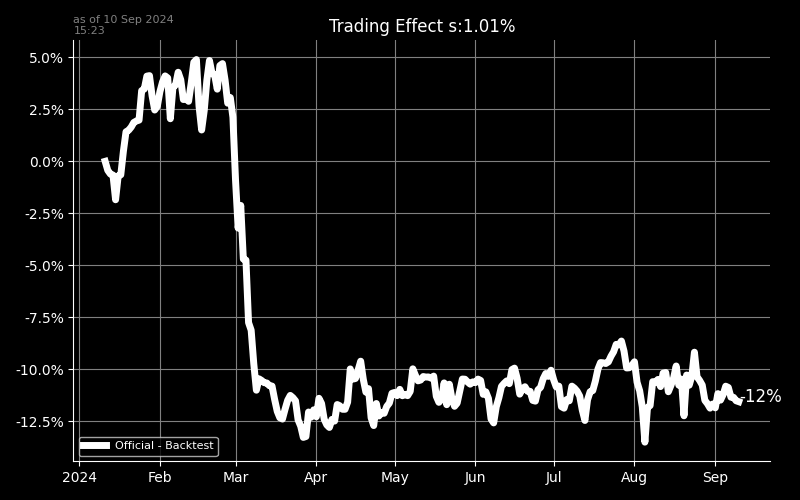 as of 10 Sep 2024
15:23
Trading Effect s:1.01%
5.0%
2.5%
0.0%
-2.5%
-5.0%
-7.5%
-10.0%
-12.5%
-12%
Official - Backtest
2024 Feb Mar Apr May Jun Jul Aug Sep